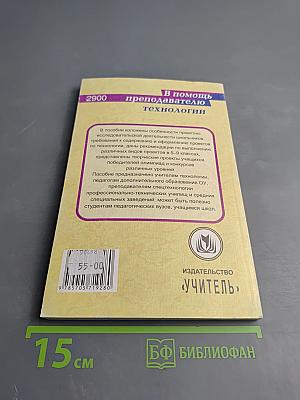 2900
В помощь
преподавателю
технологии
В пособии изложены особенности проектно-
исследовательской деятельности школьников,
требования к содержанию и оформлению проектов
по технологии, даны рекомендации по выполнению
различных видов проектов в 5–9 классах,
представлены творческие проекты учащихся,
победителей олимпиад и конкурсов
различных уровней.
Пособие предназначено учителям технологии,
педагогам дополнительного образования ОУ,
преподавателям спецтехнологии
профессионально-технических училищ и средних
специальных заведений, может быть полезно
студентам педагогических вузов, учащимся школ.
55-00
9785705719280
ИЗДАТЕЛЬСТВО
«УЧИТЕЛЬ»
15 см
БФ БИБЛИОФАН